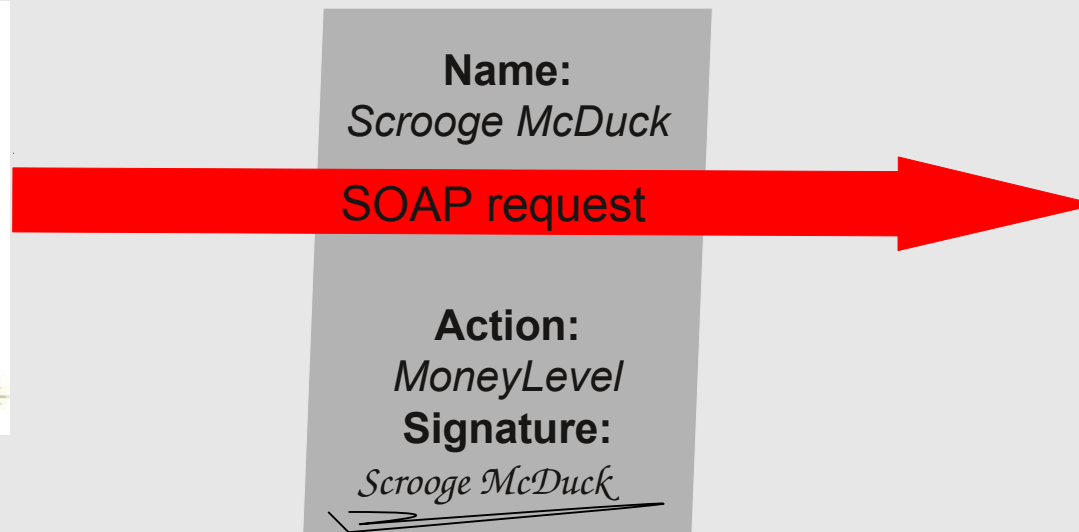 Name:
Scrooge McDuck
SOAP request
Action:
MoneyLevel
Signature:
Scrooge McDuck